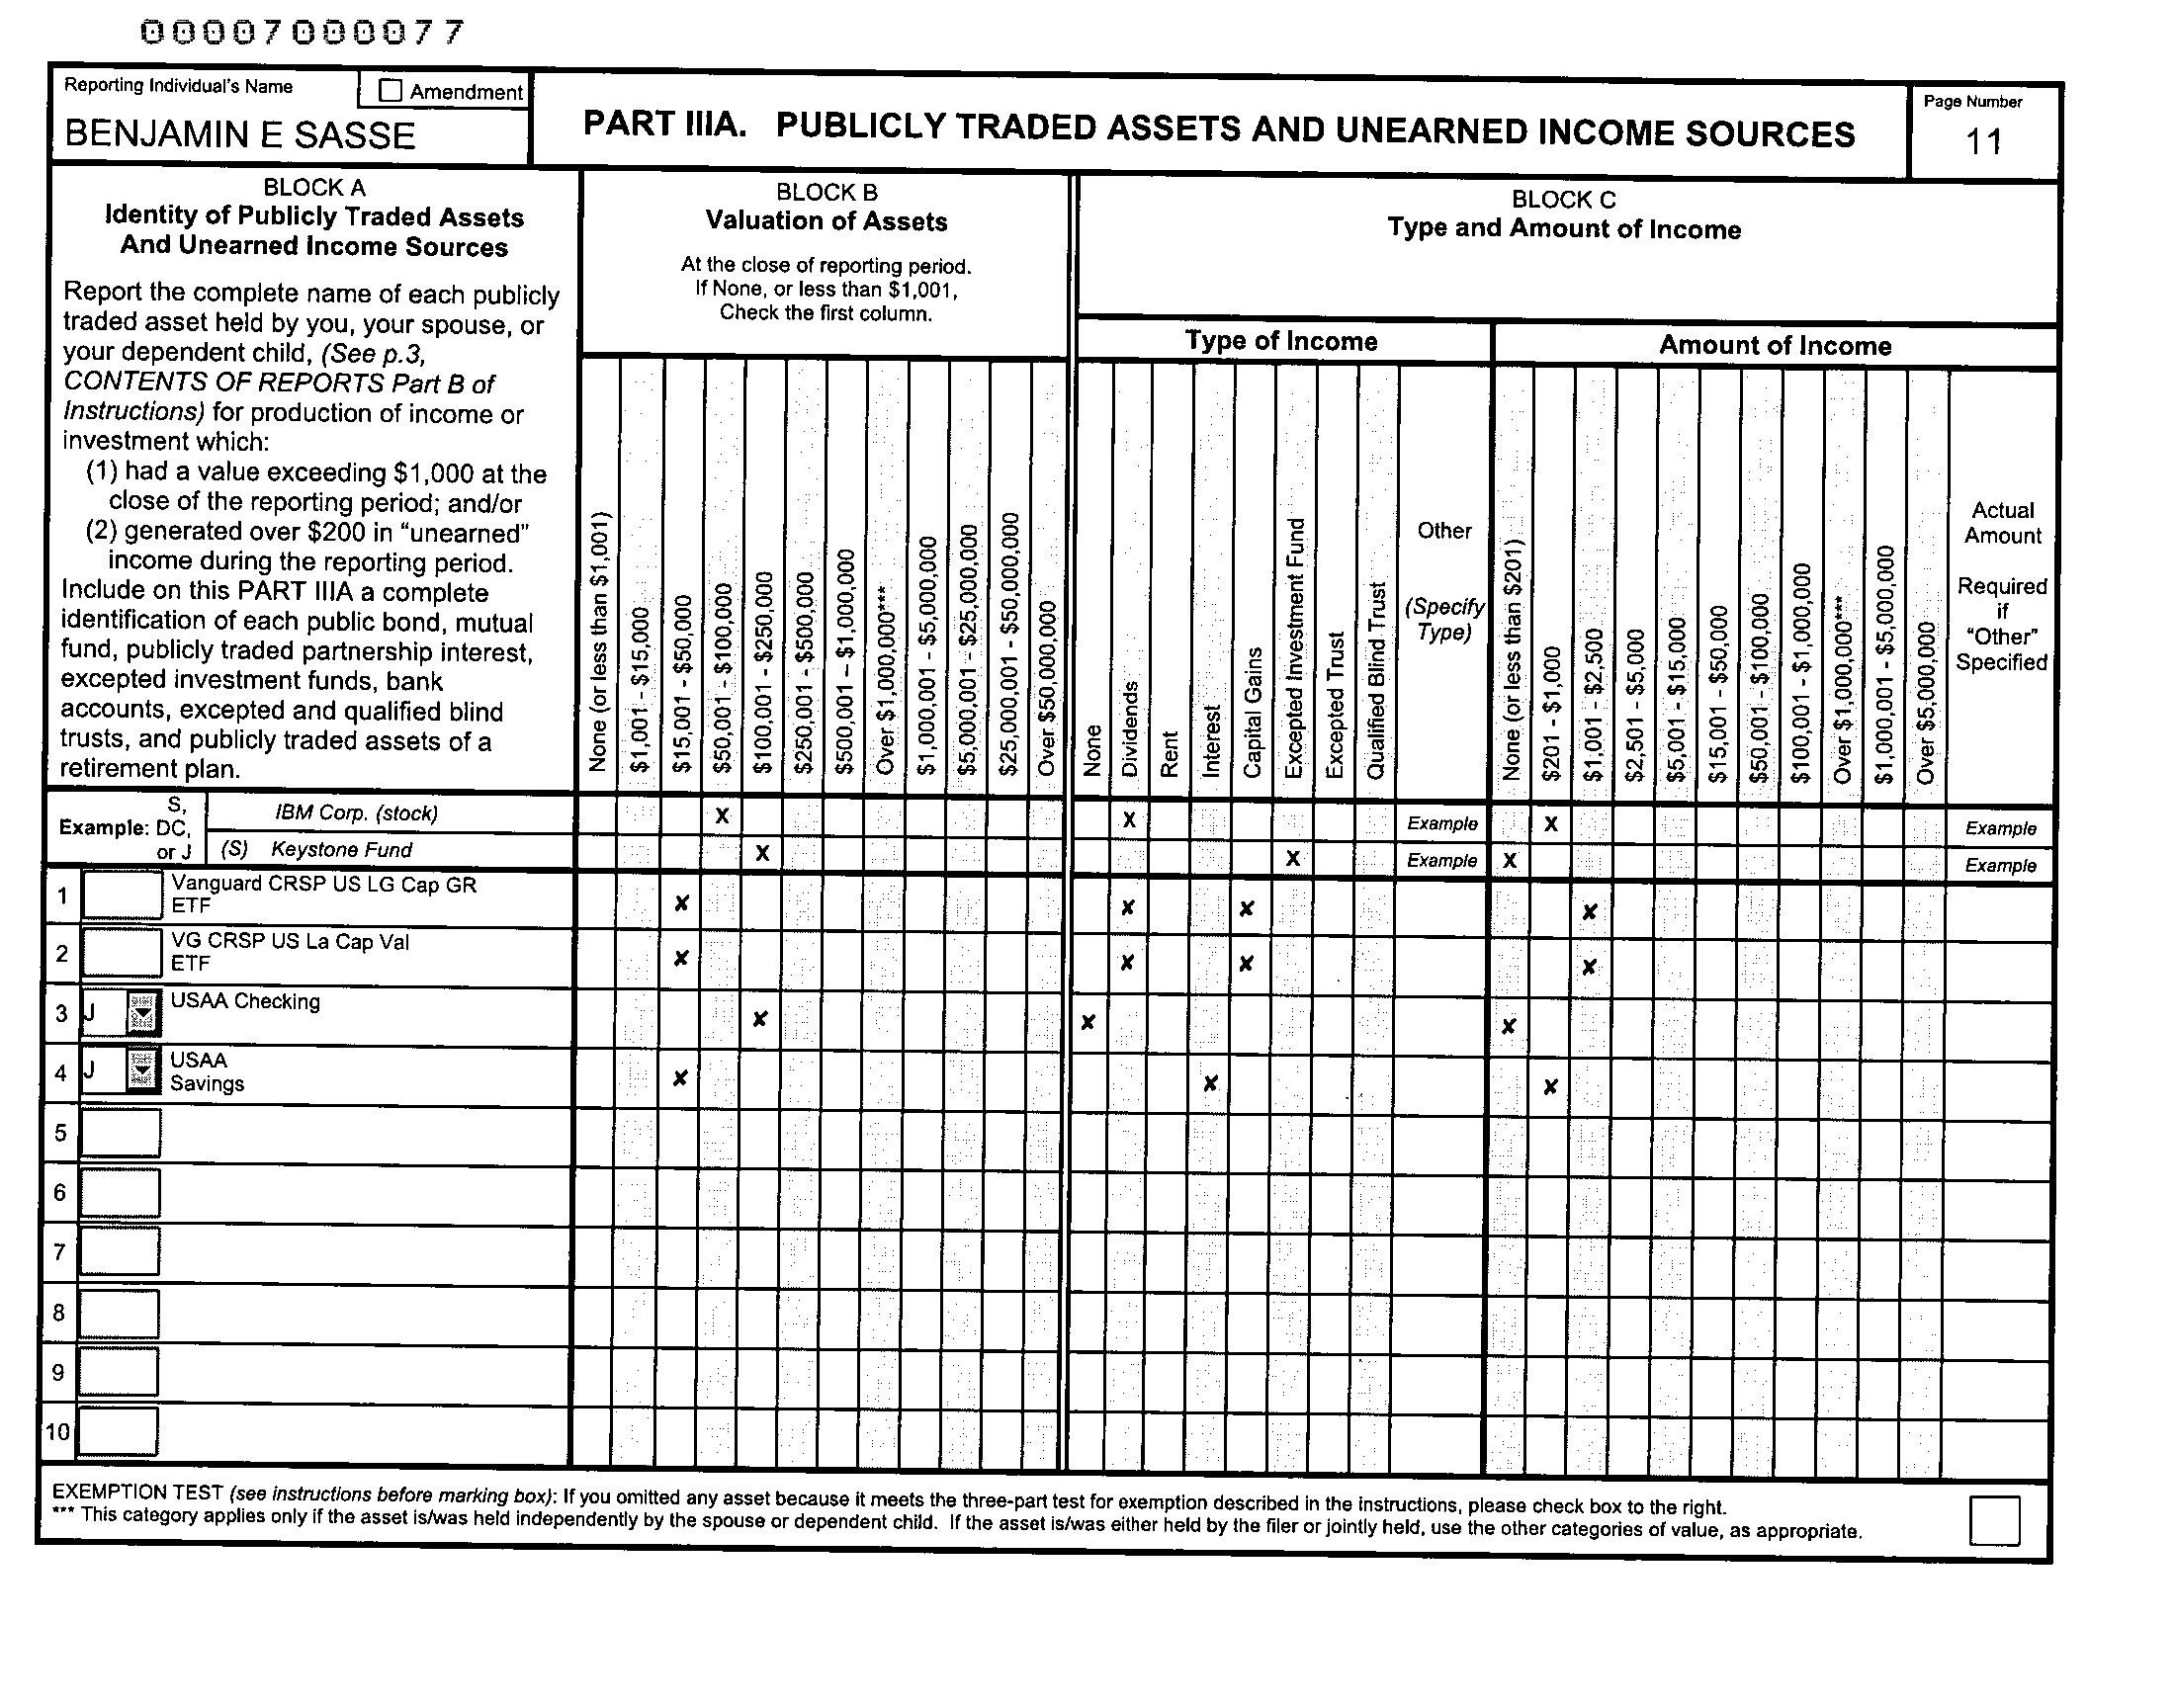 00007000077
Reporting Individual's Name
Amendment
BENJAMIN E SASSE
PART IIIA. PUBLICLY TRADED ASSETS AND UNEARNED INCOME SOURCES
Page Number
11
BLOCK A
Identity of Publicly Traded Assets
And Unearned Income Sources
Report the complete name of each publicly
traded asset held by you, your spouse, or
your dependent child, (See p.3,
CONTENTS OF REPORTS Part B of
Instructions) for production of income or
investment which:
(1) had a value exceeding $1,000 at the
close of the reporting period; and/or
(2) generated over $200 in “unearned”
income during the reporting period.
Include on this PART IIIA a complete
identification of each public bond, mutual
fund, publicly traded partnership interest,
excepted investment funds, bank
accounts, excepted and qualified blind
trusts, and publicly traded assets of a
retirement plan.
BLOCK B
Valuation of Assets
At the close of reporting period.
If None, or less than $1,001,
Check the first column.
None (or less than $1,001)
$1,001 - $15,000
$15,001 - $50,000
$50,001 - $100,000
$100,001 - $250,000
$250,001 - $500,000
$500,001 - $1,000,000
Over $1,000,000***
$1,000,001 - $5,000,000
$5,000,001 - $25,000,000
$25,000,001 - $50,000,000
Over $50,000,000
BLOCK C
Type and Amount of Income
Type of Income
None
Dividends
Rent
Interest
Capital Gains
Excepted Investment Fund
Excepted Trust
Qualified Blind Trust
Other
(Specify
Type)
Amount of Income
None (or less than $201)
$201 - $1,000
$1,001 - $2,500
$2,501 - $5,000
$5,001 - $15,000
$15,001 - $50,000
$50,001 - $100,000
$100,001 - $1,000,000
Over $1,000,000***
$1,000,001 - $5,000,000
Over $5,000,000
Actual
Amount
Required
if
“Other”
Specified
Example: S, DC, or J
IBM Corp. (stock) X X Example X Example
(S) Keystone Fund X X Example X Example
1 Vanguard CRSP US LG Cap GR
ETF x x x x
2 VG CRSP US La Cap Val
ETF x x x x
3 J USAA Checking x x x
4 J USAA
Savings x x x
5
6
7
8
9
10
EXEMPTION TEST (see instructions before marking box): If you omitted any asset because it meets the three-part test for exemption described in the instructions, please check box to the right.
*** This category applies only if the asset is/was held independently by the spouse or dependent child. If the asset is/was either held by the filer or jointly held, use the other categories of value, as appropriate.